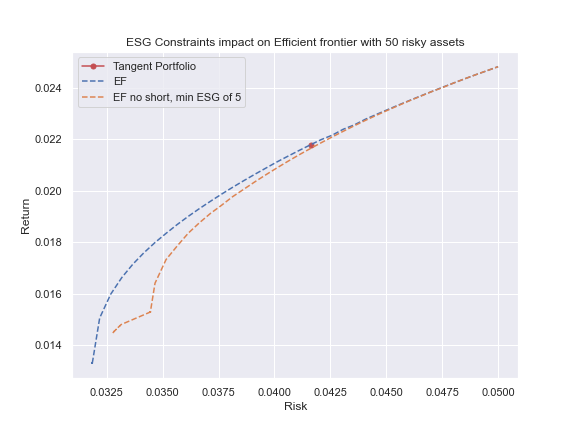 ESG Constraints impact on Efficient frontier with 50 risky assets
Tangent Portfolio
EF
EF no short, min ESG of 5
Return
0.024
0.022
0.020
0.018
0.016
0.014
0.0325 0.0350 0.0375 0.0400 0.0425 0.0450 0.0475 0.0500
Risk